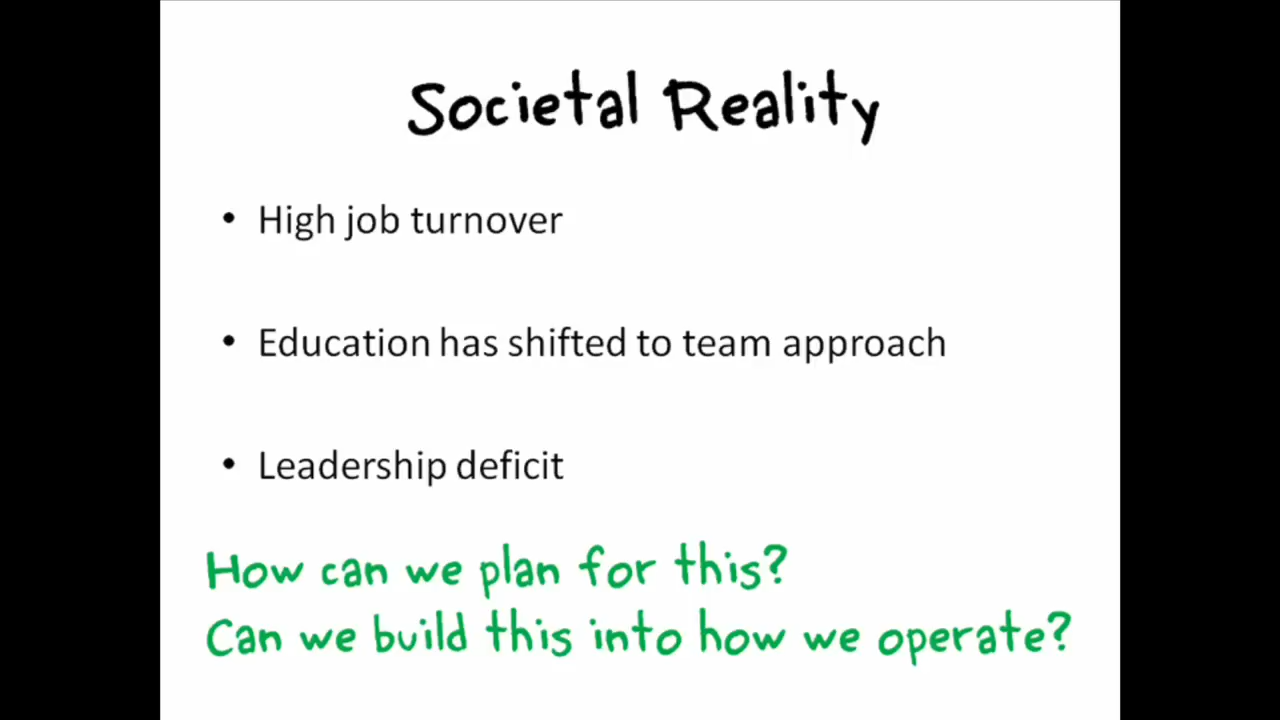 Societal Reality
• High job turnover
• Education has shifted to team approach
• Leadership deficit
How can we plan for this?
Can we build this into how we operate?